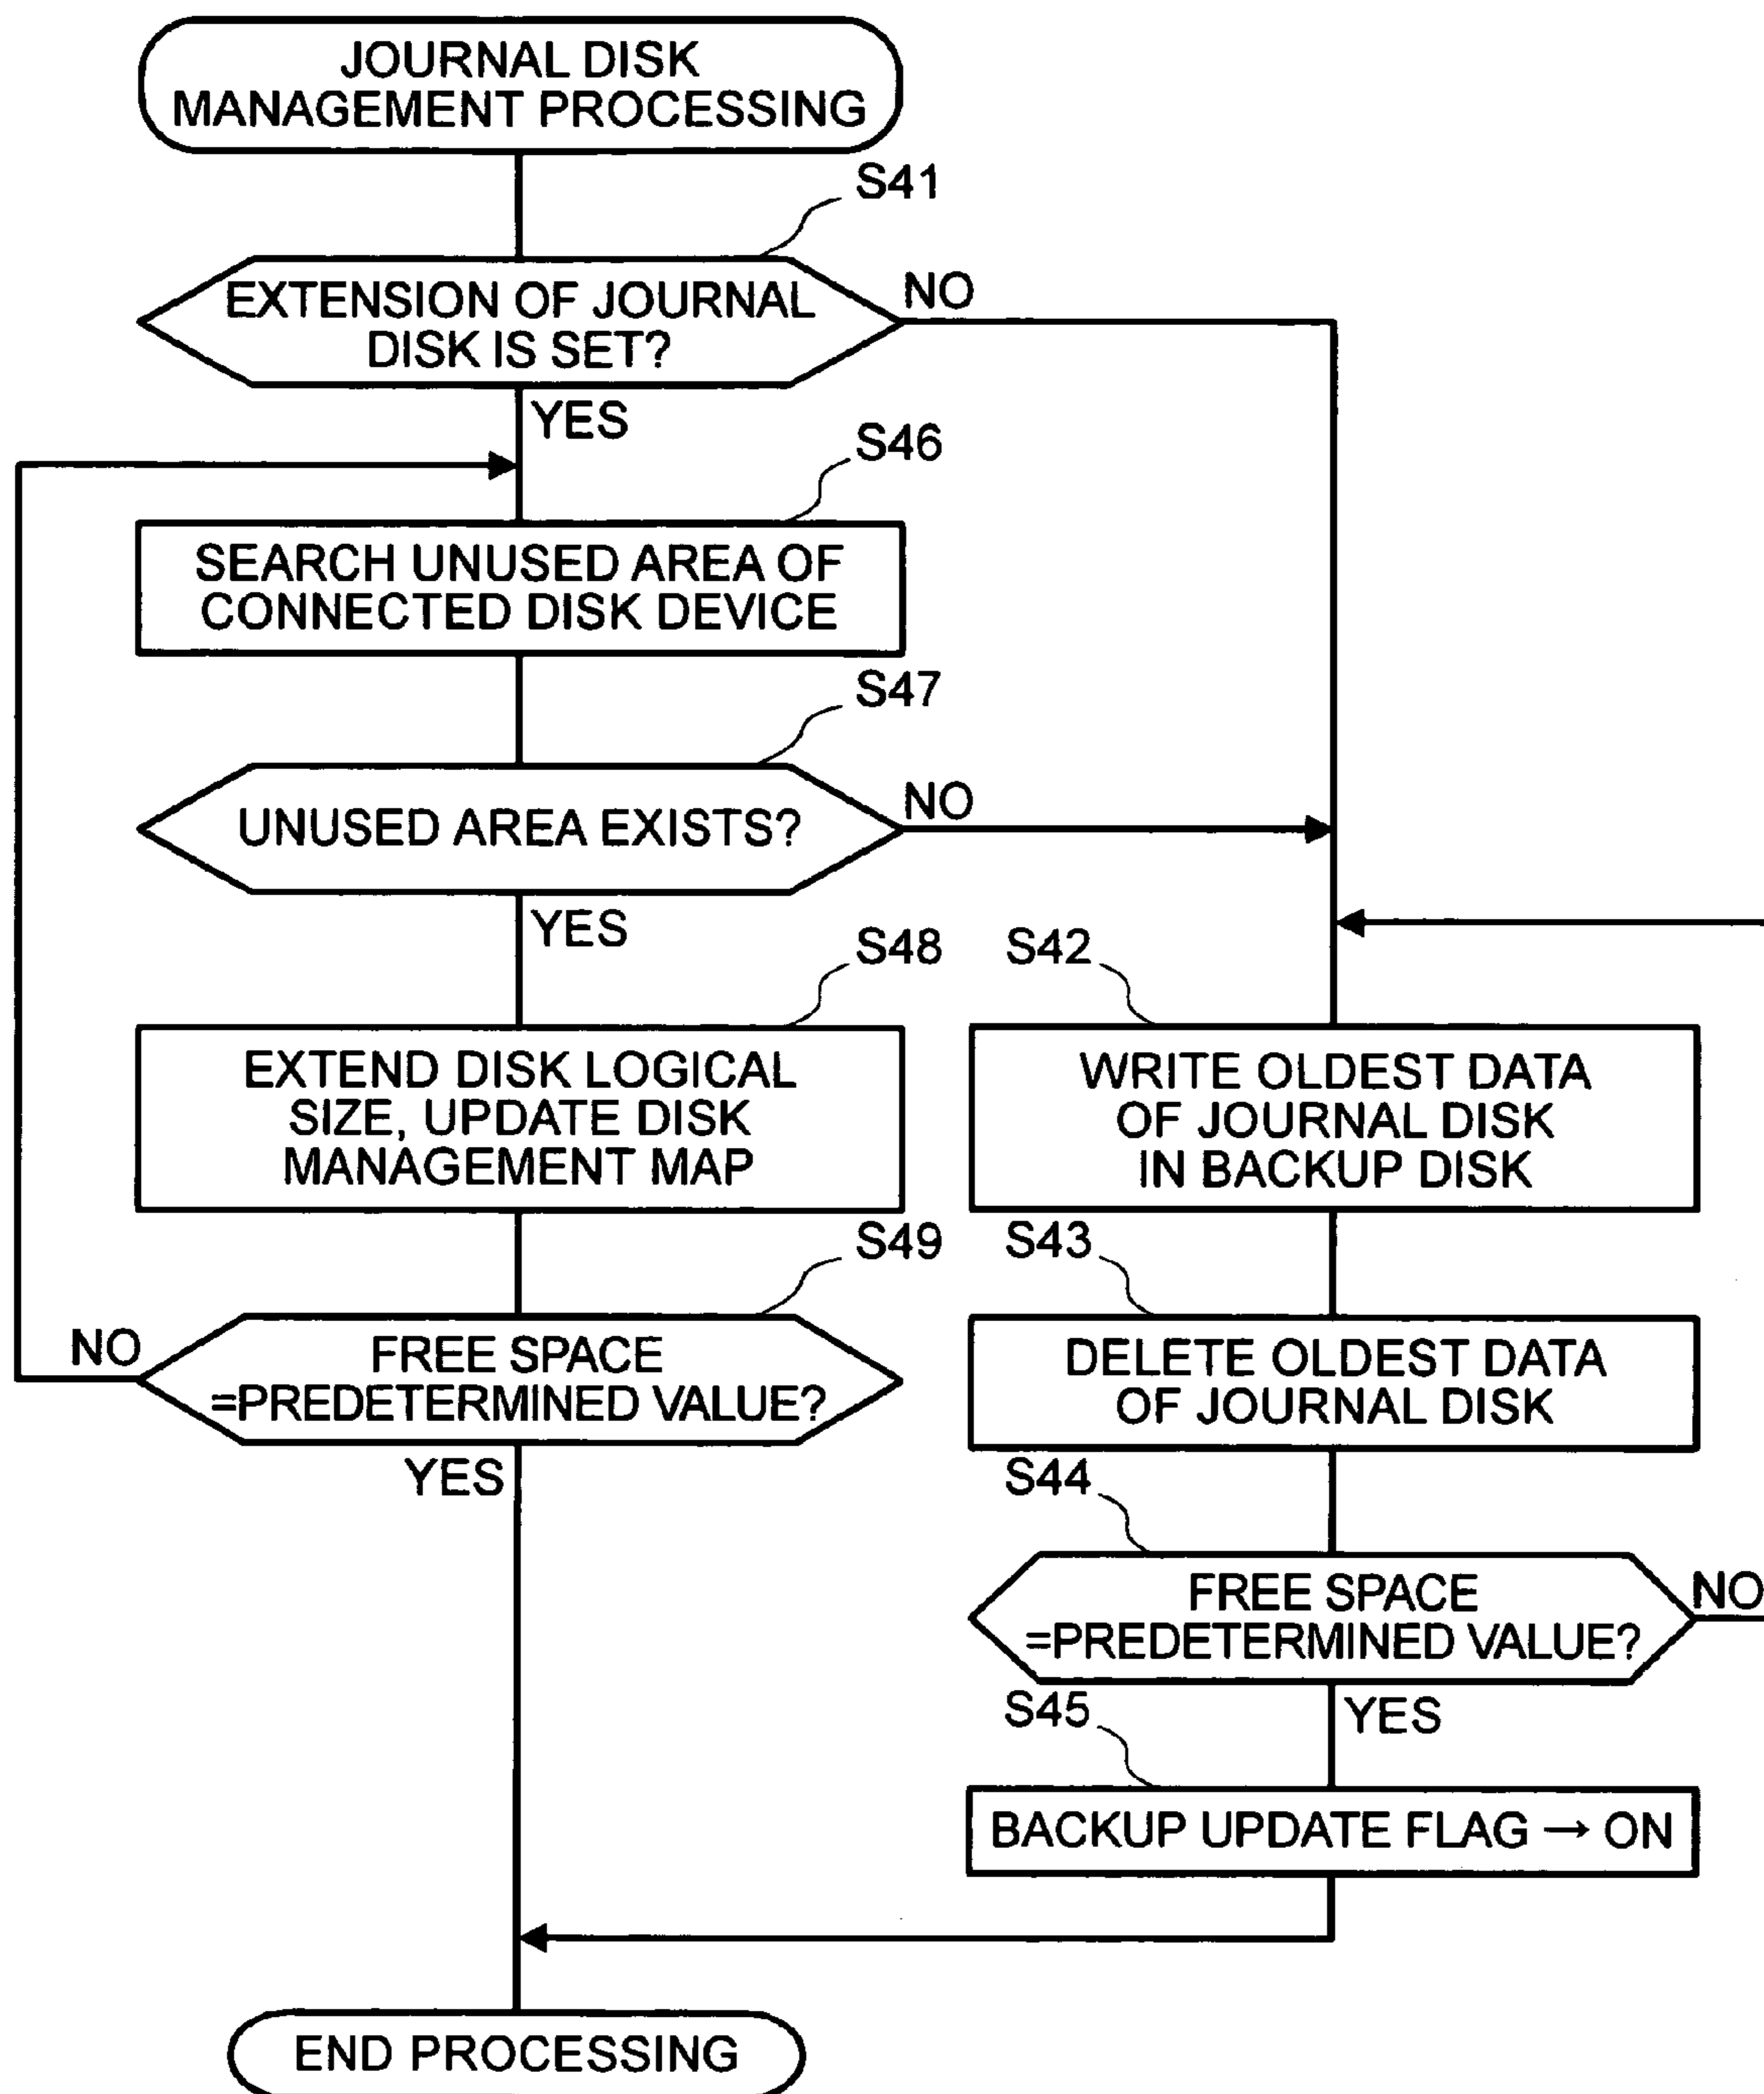 JOURNAL DISK
MANAGEMENT PROCESSING
S41
EXTENSION OF JOURNAL
DISK IS SET?
NO
YES
S46
SEARCH UNUSED AREA OF
CONNECTED DISK DEVICE
S47
UNUSED AREA EXISTS?
NO
YES
S48
EXTEND DISK LOGICAL
SIZE, UPDATE DISK
MANAGEMENT MAP
S49
FREE SPACE
=PREDETERMINED VALUE?
NO
YES
S42
WRITE OLDEST DATA
OF JOURNAL DISK
IN BACKUP DISK
S43
DELETE OLDEST DATA
OF JOURNAL DISK
S44
FREE SPACE
=PREDETERMINED VALUE?
NO
YES
S45
BACKUP UPDATE FLAG → ON
END PROCESSING